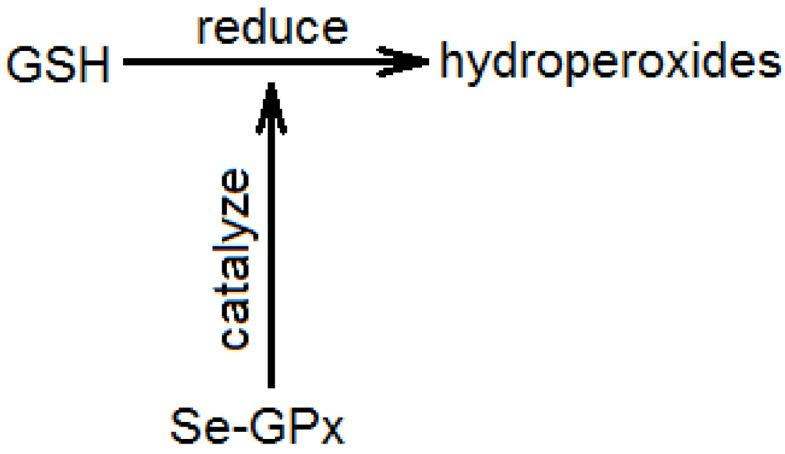 reduce
GSH
hydroperoxides
catalyze
Se-GPx